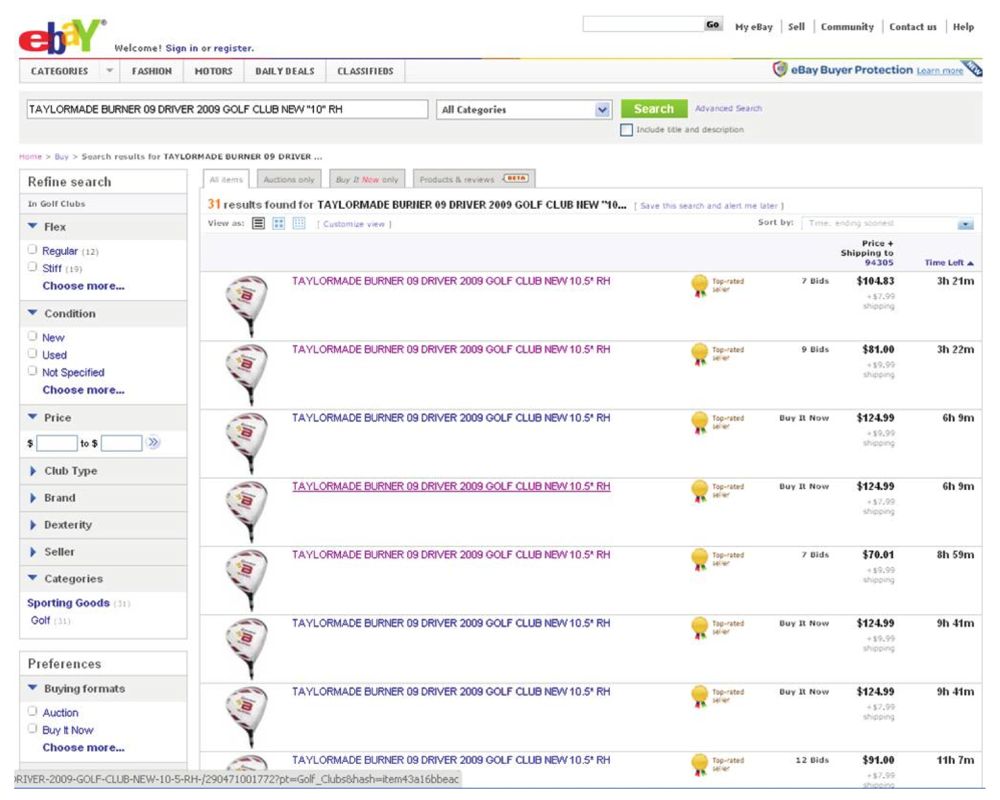 ebay®
Welcome! Sign in or register.
Go
My eBay | Sell | Community | Contact us | Help
CATEGORIES
FASHION
MOTORS
DAILY DEALS
CLASSIFIEDS
eBay Buyer Protection Learn more
TAYLORMADE BURNER 09 DRIVER 2009 GOLF CLUB NEW "10" RH
All Categories
Search
Advanced Search
Include title and description
Home > Buy > Search results for TAYLORMADE BURNER 09 DRIVER ...
Refine search
In Golf Clubs
Flex
Regular (12)
Stiff (19)
Choose more...
Condition
New
Used
Not Specified
Choose more...
Price
$ to $
Club Type
Brand
Dexterity
Seller
Categories
Sporting Goods (31)
Golf (31)
Preferences
Buying formats
Auction
Buy It Now
Choose more...
All items
Auctions only
Buy It Now only
Products & reviews BETA
31 results found for TAYLORMADE BURNER 09 DRIVER 2009 GOLF CLUB NEW "10... [ Save this search and alert me later ]
View as: [ Customize view ]
Sort by: Time: ending soonest
Price +
Shipping to
94305
Time Left
TAYLORMADE BURNER 09 DRIVER 2009 GOLF CLUB NEW 10.5* RH
Top-rated
seller
7 Bids
$104.83
+$7.99
shipping
3h 21m
TAYLORMADE BURNER 09 DRIVER 2009 GOLF CLUB NEW 10.5* RH
Top-rated
seller
9 Bids
$81.00
+$9.99
shipping
3h 22m
TAYLORMADE BURNER 09 DRIVER 2009 GOLF CLUB NEW 10.5* RH
Top-rated
seller
Buy It Now
$124.99
+$9.99
shipping
6h 9m
TAYLORMADE BURNER 09 DRIVER 2009 GOLF CLUB NEW 10.5* RH
Top-rated
seller
Buy It Now
$124.99
+$7.99
shipping
6h 9m
TAYLORMADE BURNER 09 DRIVER 2009 GOLF CLUB NEW 10.5* RH
Top-rated
seller
7 Bids
$70.01
+$9.99
shipping
8h 59m
TAYLORMADE BURNER 09 DRIVER 2009 GOLF CLUB NEW 10.5* RH
Top-rated
seller
Buy It Now
$124.99
+$9.99
shipping
9h 41m
TAYLORMADE BURNER 09 DRIVER 2009 GOLF CLUB NEW 10.5* RH
Top-rated
seller
Buy It Now
$124.99
+$7.99
shipping
9h 41m
TAYLORMADE BURNER 09 DRIVER 2009 GOLF CLUB NEW 10.5* RH
Top-rated
seller
12 Bids
$91.00
+$7.99
shipping
11h 7m
RIVER-2009-GOLF-CLUB-NEW-10-5-RH-/290471001772?pt=Golf_Clubs&hash=item43a16bbeac